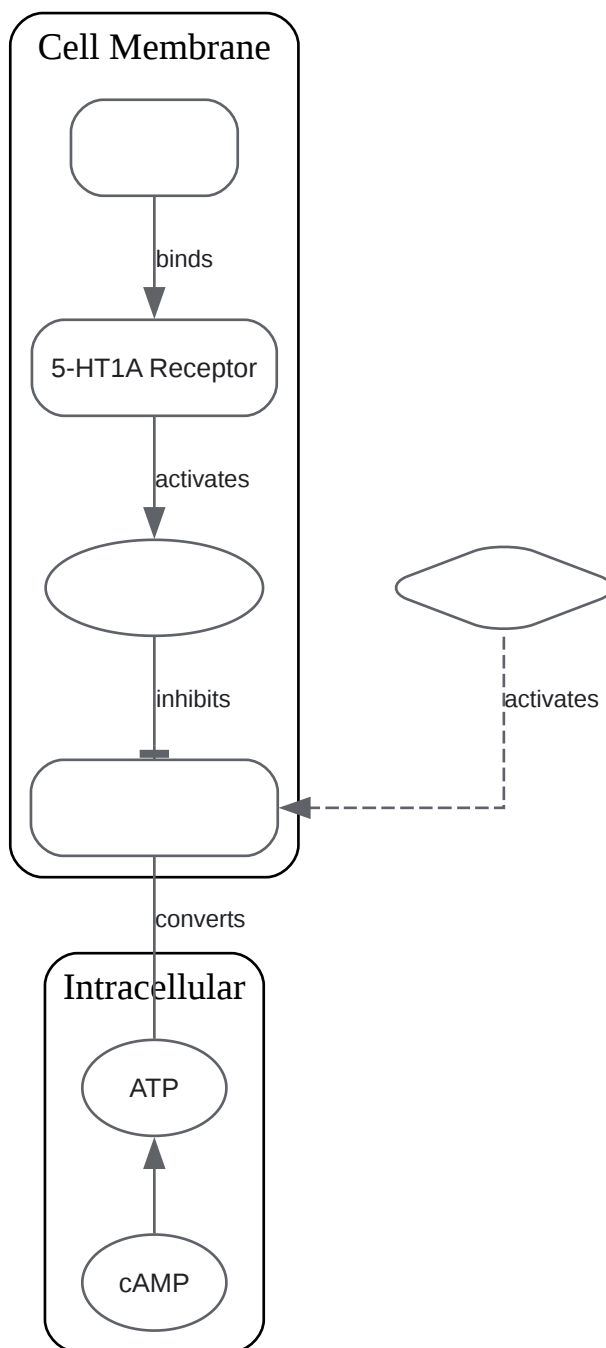 Cell Membrane
binds
5-HT1A Receptor
activates
inhibits
activates
converts
Intracellular
ATP
cAMP